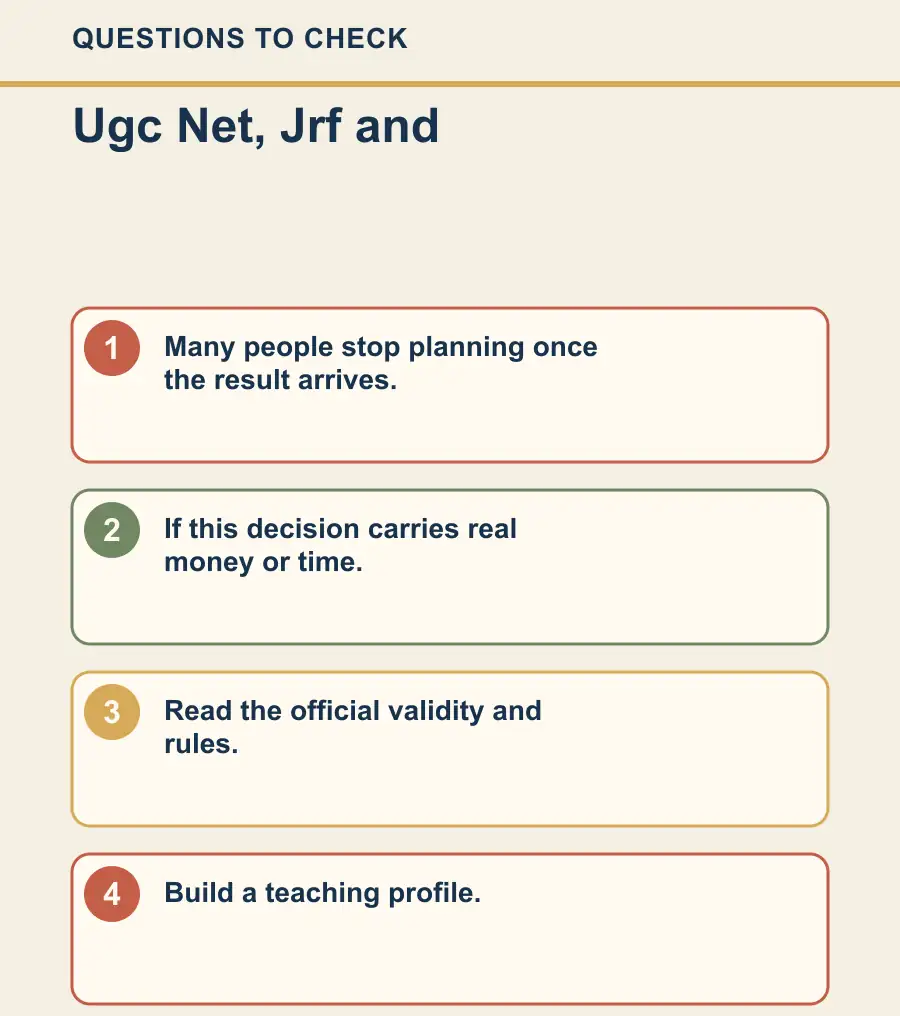 QUESTIONS TO CHECK
Ugc Net, Jrf and
1
Many people stop planning once
the result arrives.
2
If this decision carries real
money or time.
3
Read the official validity and
rules.
4
Build a teaching profile.